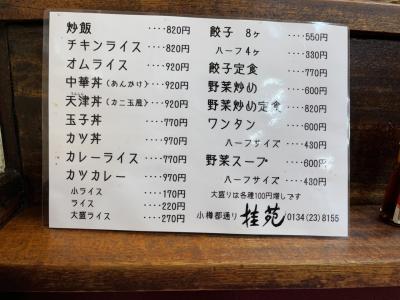 炒飯 ････820円
チキンライス ････820円
オムライス ････920円
中華丼(あんかけ)････920円
天津丼(カニ玉風)････920円
玉子丼 ････770円
カツ丼 ････970円
カレーライス ････770円
カツカレー ････970円
小ライス ････170円
ライス ････220円
大盛りライス ････270円
餃子 8ヶ ････550円
ハーフ4ヶ ････330円
餃子定食 ････770円
野菜炒め ････600円
野菜炒め定食 ････820円
ワンタン ････600円
ハーフサイズ ････430円
野菜スープ ････600円
ハーフサイズ ････430円
大盛りは各種100円増しです
小樽都通り 桂苑 0134(23)8155